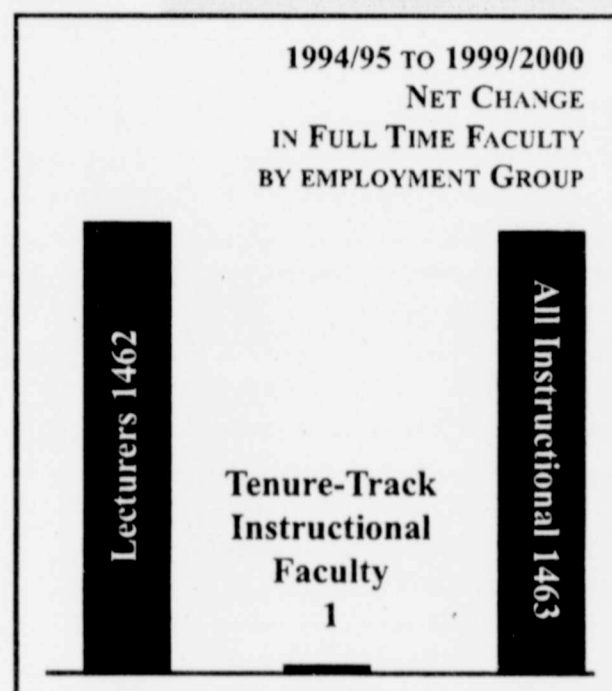 1994/95 TO 1999/2000
NET CHANGE
IN FULL TIME FACULTY
BY EMPLOYMENT GROUP
Lecturers 1462
Tenure-Track
Instructional
Faculty
1
All Instructional 1463